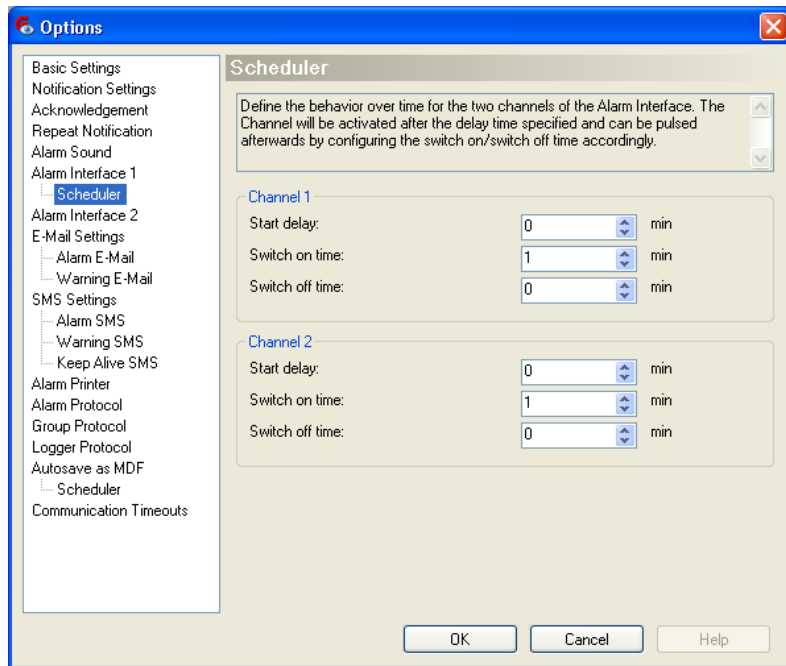 Options
Basic Settings
Notification Settings
Acknowledgement
Repeat Notification
Alarm Sound
Alarm Interface 1
Scheduler
Alarm Interface 2
E-Mail Settings
Alarm E-Mail
Warning E-Mail
SMS Settings
Alarm SMS
Warning SMS
Keep Alive SMS
Alarm Printer
Alarm Protocol
Group Protocol
Logger Protocol
Autosave as MDF
Scheduler
Communication Timeouts
Scheduler
Define the behavior over time for the two channels of the Alarm Interface. The
Channel will be activated after the delay time specified and can be pulsed
afterwards by configuring the switch on/switch off time accordingly.
Channel 1
Start delay: 0 min
Switch on time: 1 min
Switch off time: 0 min
Channel 2
Start delay: 0 min
Switch on time: 1 min
Switch off time: 0 min
OK Cancel Help